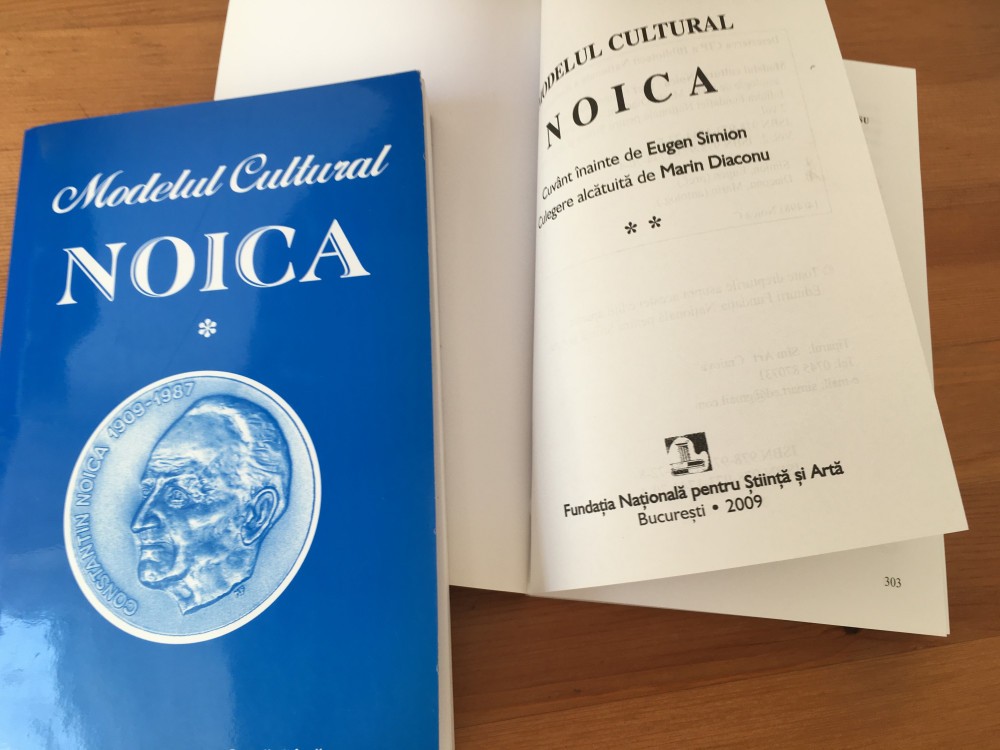 Modelul Cultural
NOICA
*
CONSTANTIN NOICA 1909-1987
MODELUL CULTURAL
NOICA
Cuvânt înainte de Eugen Simion
Culegere alcătuită de Marin Diaconu
* *
Fundația Națională pentru Știință și Artă
București • 2009
303